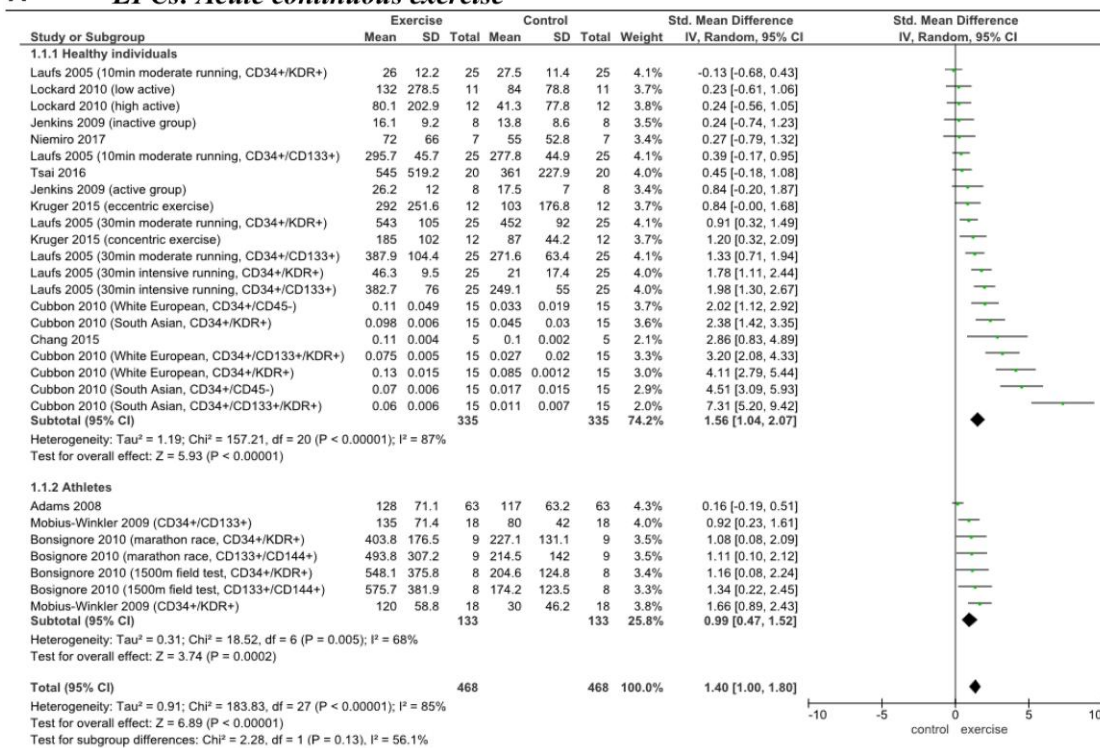 EPCs: Acute continuous exercise
Exercise Control Std. Mean Difference Std. Mean Difference
Study or Subgroup Mean SD Total Mean SD Total Weight IV, Random, 95% CI IV, Random, 95% CI
1.1.1 Healthy individuals
Laufs 2005 (10min moderate running, CD34+/KDR+) 26 12.2 25 27.5 11.4 25 4.1% -0.13 [-0.68, 0.43]
Lockard 2010 (low active) 132 278.5 11 84 78.8 11 3.7% 0.23 [-0.61, 1.06]
Lockard 2010 (high active) 80.1 202.9 12 41.3 77.8 12 3.8% 0.24 [-0.56, 1.05]
Jenkins 2009 (inactive group) 16.1 9.2 8 13.8 8.6 8 3.5% 0.24 [-0.74, 1.23]
Niemiro 2017 72 66 7 55 52.8 7 3.4% 0.27 [-0.79, 1.32]
Laufs 2005 (10min moderate running, CD34+/CD133+) 295.7 45.7 25 277.8 44.9 25 4.1% 0.39 [-0.17, 0.95]
Tsai 2016 545 519.2 20 361 227.9 20 4.0% 0.45 [-0.18, 1.08]
Jenkins 2009 (active group) 26.2 12 8 17.5 7 8 3.4% 0.84 [-0.20, 1.87]
Kruger 2015 (eccentric exercise) 292 251.6 12 103 176.8 12 3.7% 0.84 [-0.00, 1.68]
Laufs 2005 (30min moderate running, CD34+/KDR+) 543 105 25 452 92 25 4.1% 0.91 [0.32, 1.49]
Kruger 2015 (concentric exercise) 185 102 12 87 44.2 12 3.7% 1.20 [0.32, 2.09]
Laufs 2005 (30min moderate running, CD34+/CD133+) 387.9 104.4 25 271.6 63.4 25 4.1% 1.33 [0.71, 1.94]
Laufs 2005 (30min intensive running, CD34+/KDR+) 46.3 9.5 25 21 17.4 25 4.0% 1.78 [1.11, 2.44]
Laufs 2005 (30min intensive running, CD34+/CD133+) 382.7 76 25 249.1 55 25 4.0% 1.98 [1.30, 2.67]
Cubbon 2010 (White European, CD34+/CD45-) 0.11 0.049 15 0.033 0.019 15 3.7% 2.02 [1.12, 2.92]
Cubbon 2010 (South Asian, CD34+/KDR+) 0.098 0.006 15 0.045 0.03 15 3.6% 2.38 [1.42, 3.35]
Chang 2015 0.11 0.004 5 0.1 0.002 5 2.1% 2.86 [0.83, 4.89]
Cubbon 2010 (White European, CD34+/CD133+/KDR+) 0.075 0.005 15 0.027 0.02 15 3.3% 3.20 [2.08, 4.33]
Cubbon 2010 (White European, CD34+/KDR+) 0.13 0.015 15 0.085 0.0012 15 3.0% 4.11 [2.79, 5.44]
Cubbon 2010 (South Asian, CD34+/CD45-) 0.07 0.006 15 0.017 0.015 15 2.9% 4.51 [3.09, 5.93]
Cubbon 2010 (South Asian, CD34+/CD133+/KDR+) 0.06 0.006 15 0.011 0.007 15 2.0% 7.31 [5.20, 9.42]
Subtotal (95% CI) 335 335 74.2% 1.56 [1.04, 2.07]
Heterogeneity: Tau² = 1.19; Chi² = 157.21, df = 20 (P < 0.00001); I² = 87%
Test for overall effect: Z = 5.93 (P < 0.00001)
1.1.2 Athletes
Adams 2008 128 71.1 63 117 63.2 63 4.3% 0.16 [-0.19, 0.51]
Mobius-Winkler 2009 (CD34+/CD133+) 135 71.4 18 80 42 18 4.0% 0.92 [0.23, 1.61]
Bonsignore 2010 (marathon race, CD34+/KDR+) 403.8 176.5 9 227.1 131.1 9 3.5% 1.08 [0.08, 2.09]
Bosignore 2010 (marathon race, CD133+/CD144+) 493.8 307.2 9 214.5 142 9 3.5% 1.11 [0.10, 2.12]
Bonsignore 2010 (1500m field test, CD34+/KDR+) 548.1 375.8 8 204.6 124.8 8 3.4% 1.16 [0.08, 2.24]
Bosignore 2010 (1500m field test, CD133+/CD144+) 575.7 381.9 8 174.2 123.5 8 3.3% 1.34 [0.22, 2.45]
Mobius-Winkler 2009 (CD34+/KDR+) 120 58.8 18 30 46.2 18 3.8% 1.66 [0.89, 2.43]
Subtotal (95% CI) 133 133 25.8% 0.99 [0.47, 1.52]
Heterogeneity: Tau² = 0.31; Chi² = 18.52, df = 6 (P = 0.005); I² = 68%
Test for overall effect: Z = 3.74 (P = 0.0002)
Total (95% CI) 468 468 100.0% 1.40 [1.00, 1.80]
Heterogeneity: Tau² = 0.91; Chi² = 183.83, df = 27 (P < 0.00001); I² = 85%
Test for overall effect: Z = 6.89 (P < 0.00001)
Test for subgroup differences: Chi² = 2.28, df = 1 (P = 0.13), I² = 56.1%
-10 -5 0 5 10
control exercise